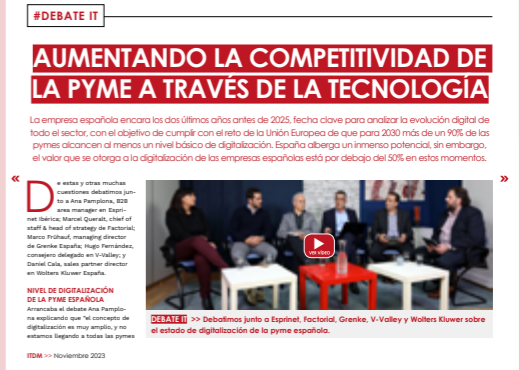 #DEBATE IT
AUMENTANDO LA COMPETITIVIDAD DE
LA PYME A TRAVÉS DE LA TECNOLOGÍA
La empresa española encara los dos últimos años antes de 2025, fecha clave para analizar la evolución digital de
todo el sector, con el objetivo de cumplir con el reto de la Unión Europea de que para 2030 más de un 90% de las
pymes alcancen al menos un nivel básico de digitalización. España alberga un inmenso potencial, sin embargo,
el valor que se otorga a la digitalización de las empresas españolas está por debajo del 50% en estos momentos.
«
»
De estas y otras muchas
cuestiones debatimos jun-
to a Ana Pamplona, B2B
area manager en Espri-
net Ibérica; Marcel Queralt, chief of
staff & head of strategy de Factorial;
Marco Frühauf, managing director
de Grenke España; Hugo Fernández,
consejero delegado en V-Valley; y
Daniel Cala, sales partner director
en Wolters Kluwer España.
NIVEL DE DIGITALIZACIÓN
DE LA PYME ESPAÑOLA
Arrancaba el debate Ana Pamplo-
na explicando que "el concepto de
digitalización es muy amplio, y no
estamos llegando a todas las pymes
VER VÍDEO
DEBATE IT >> Debatimos junto a Esprinet, Factorial, Grenke, V-Valley y Wolters Kluwer sobre
el estado de digitalización de la pyme española.
ITDM >> Noviembre 2023